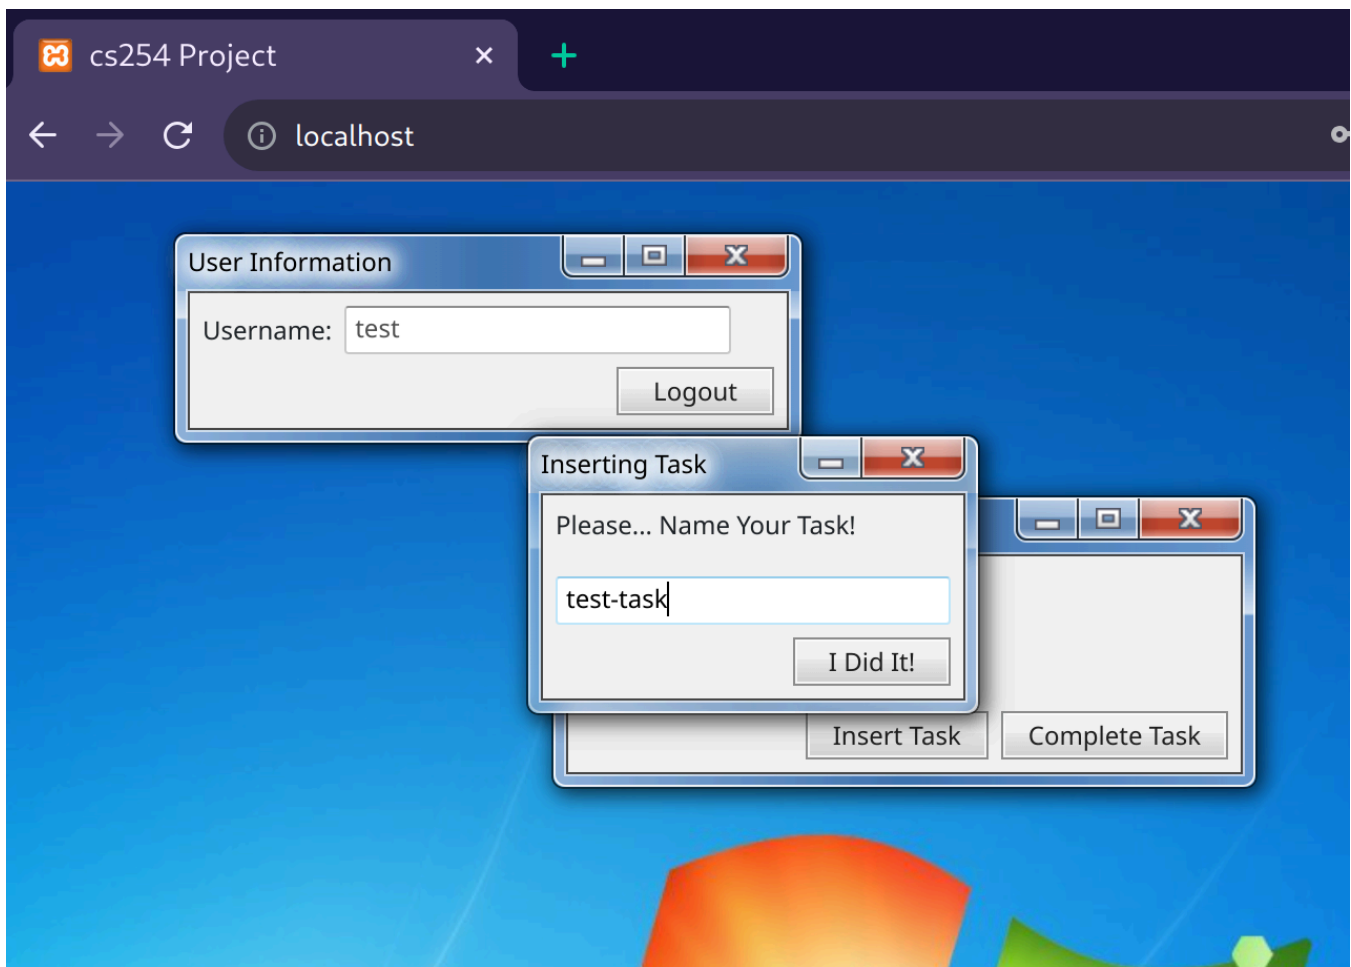 cs254 Project
localhost
User Information
Username: test
Logout
Inserting Task
Please... Name Your Task!
test-task
I Did It!
Insert Task Complete Task